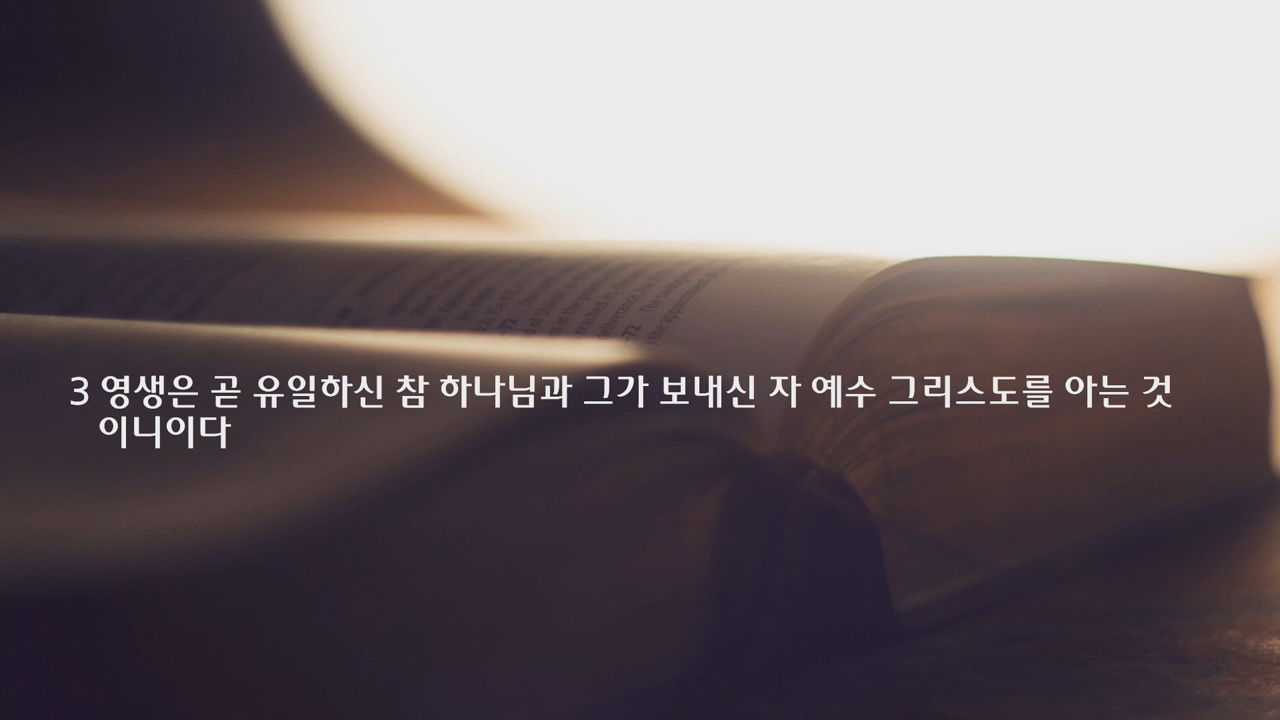 3 영생은 곧 유일하신 참 하나님과 그가 보내신 자 예수 그리스도를 아는 것
이니이다